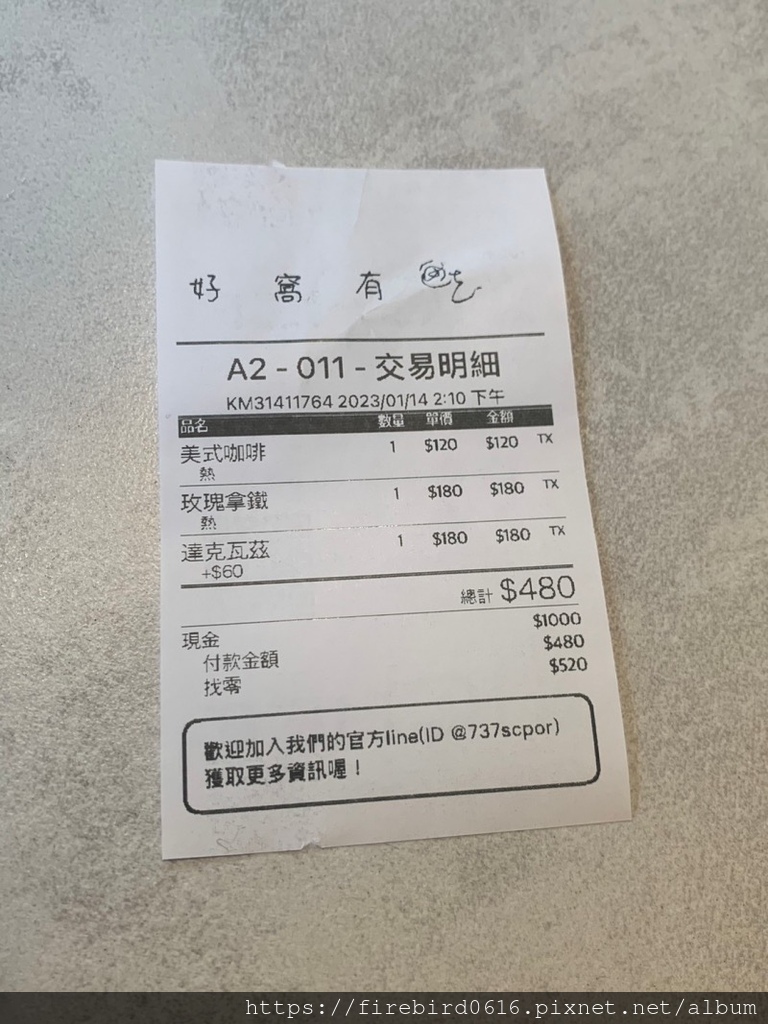 好窩有
A2 - 011 - 交易明細
KM31411764 2023/01/14 2:10 下午
品名 數量 單價 金額
美式咖啡 1 $120 $120 TX
熱
玫瑰拿鐵 1 $180 $180 TX
熱
達克瓦茲 1 $180 $180 TX
+$60
總計 $480
現金 $1000
付款金額 $480
找零 $520
歡迎加入我們的官方line(ID @737scpor)
獲取更多資訊喔！
https://firebird0616.pixnet.net/album